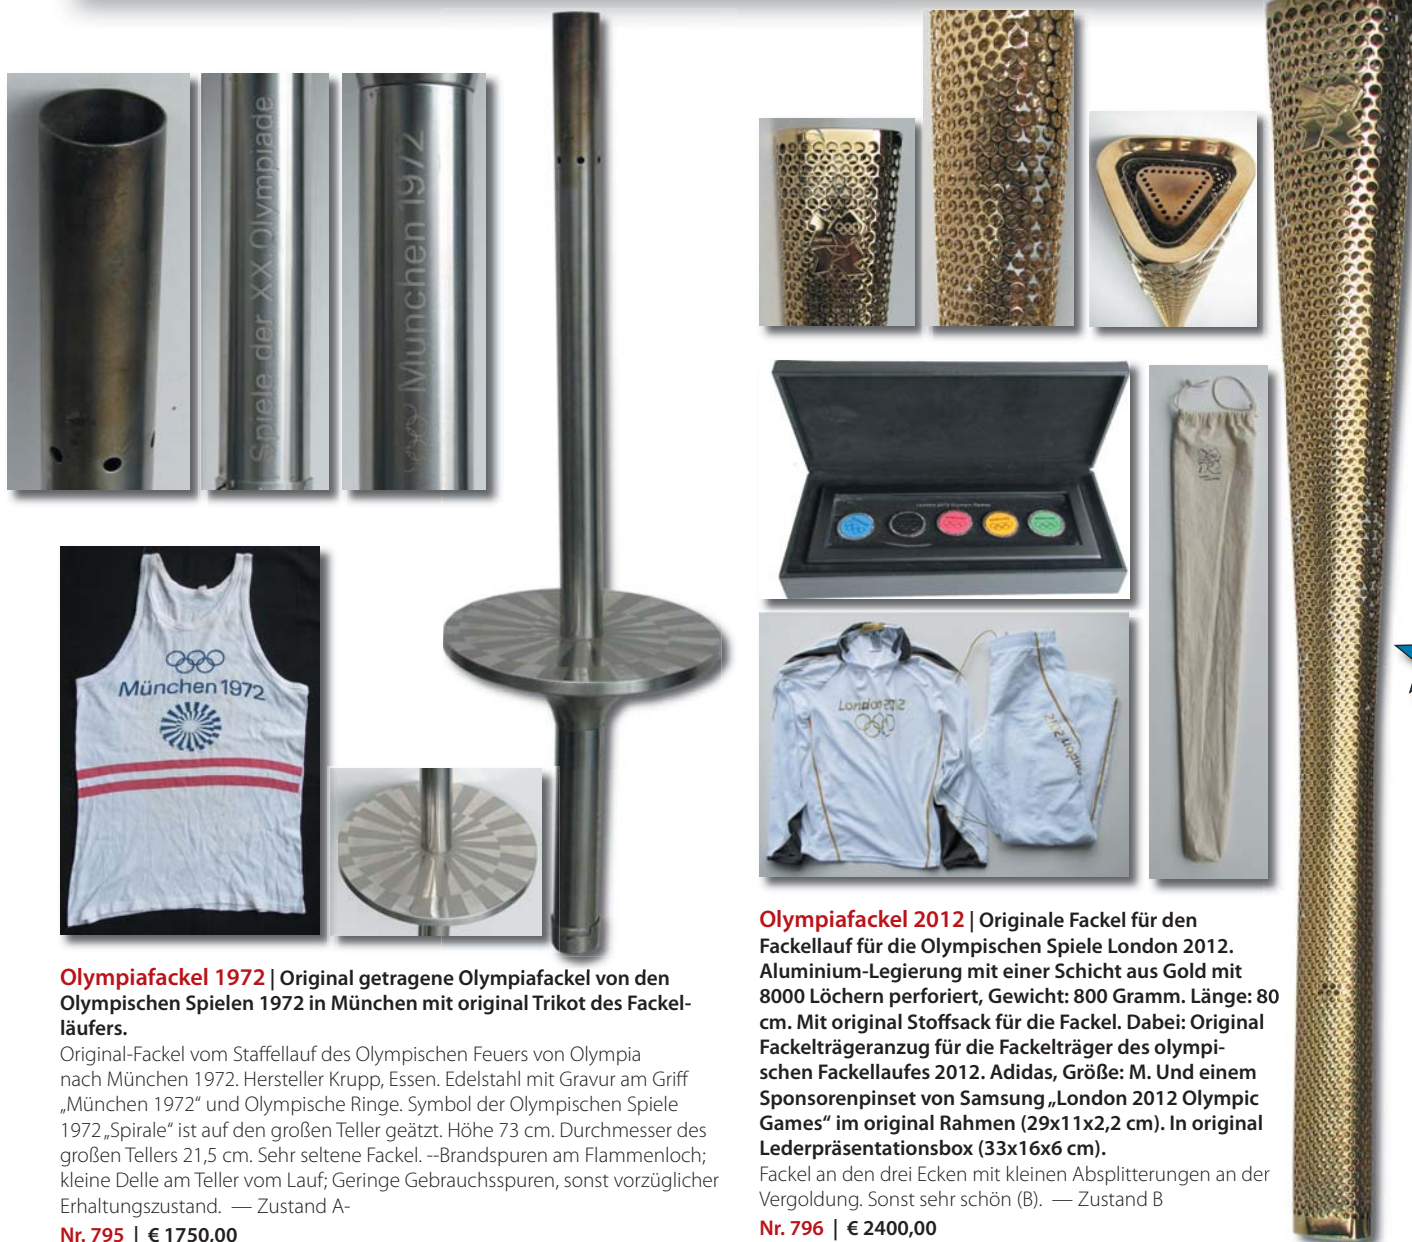 Spiele der XX.Olympiade
München 1972
München 1972
London 2012 Olympic Games
London 2012
London 2012
Olympiafackel 1972 | Original getragene Olympiafackel von den
Olympischen Spielen 1972 in München mit original Trikot des Fackel-
läufers.
Original-Fackel vom Staffellauf des Olympischen Feuers von Olympia
nach München 1972. Hersteller Krupp, Essen. Edelstahl mit Gravur am Griff
„München 1972“ und Olympische Ringe. Symbol der Olympischen Spiele
1972 „Spirale“ ist auf den großen Teller geätzt. Höhe 73 cm. Durchmesser des
großen Tellers 21,5 cm. Sehr seltene Fackel. --Brandspuren am Flammenloch;
kleine Delle am Teller vom Lauf; Geringe Gebrauchsspuren, sonst vorzüglicher
Erhaltungszustand. — Zustand A-
Nr. 795 | € 1750,00
Olympiafackel 2012 | Originale Fackel für den
Fackellauf für die Olympischen Spiele London 2012.
Aluminium-Legierung mit einer Schicht aus Gold mit
8000 Löchern perforiert, Gewicht: 800 Gramm. Länge: 80
cm. Mit original Stoffsack für die Fackel. Dabei: Original
Fackelträgeranzug für die Fackelträger des olympi-
schen Fackellaufes 2012. Adidas, Größe: M. Und einem
Sponsorenpinset von Samsung „London 2012 Olympic
Games“ im original Rahmen (29x11x2,2 cm). In original
Lederpräsentationsbox (33x16x6 cm).
Fackel an den drei Ecken mit kleinen Absplitterungen an der
Vergoldung. Sonst sehr schön (B). — Zustand B
Nr. 796 | € 2400,00